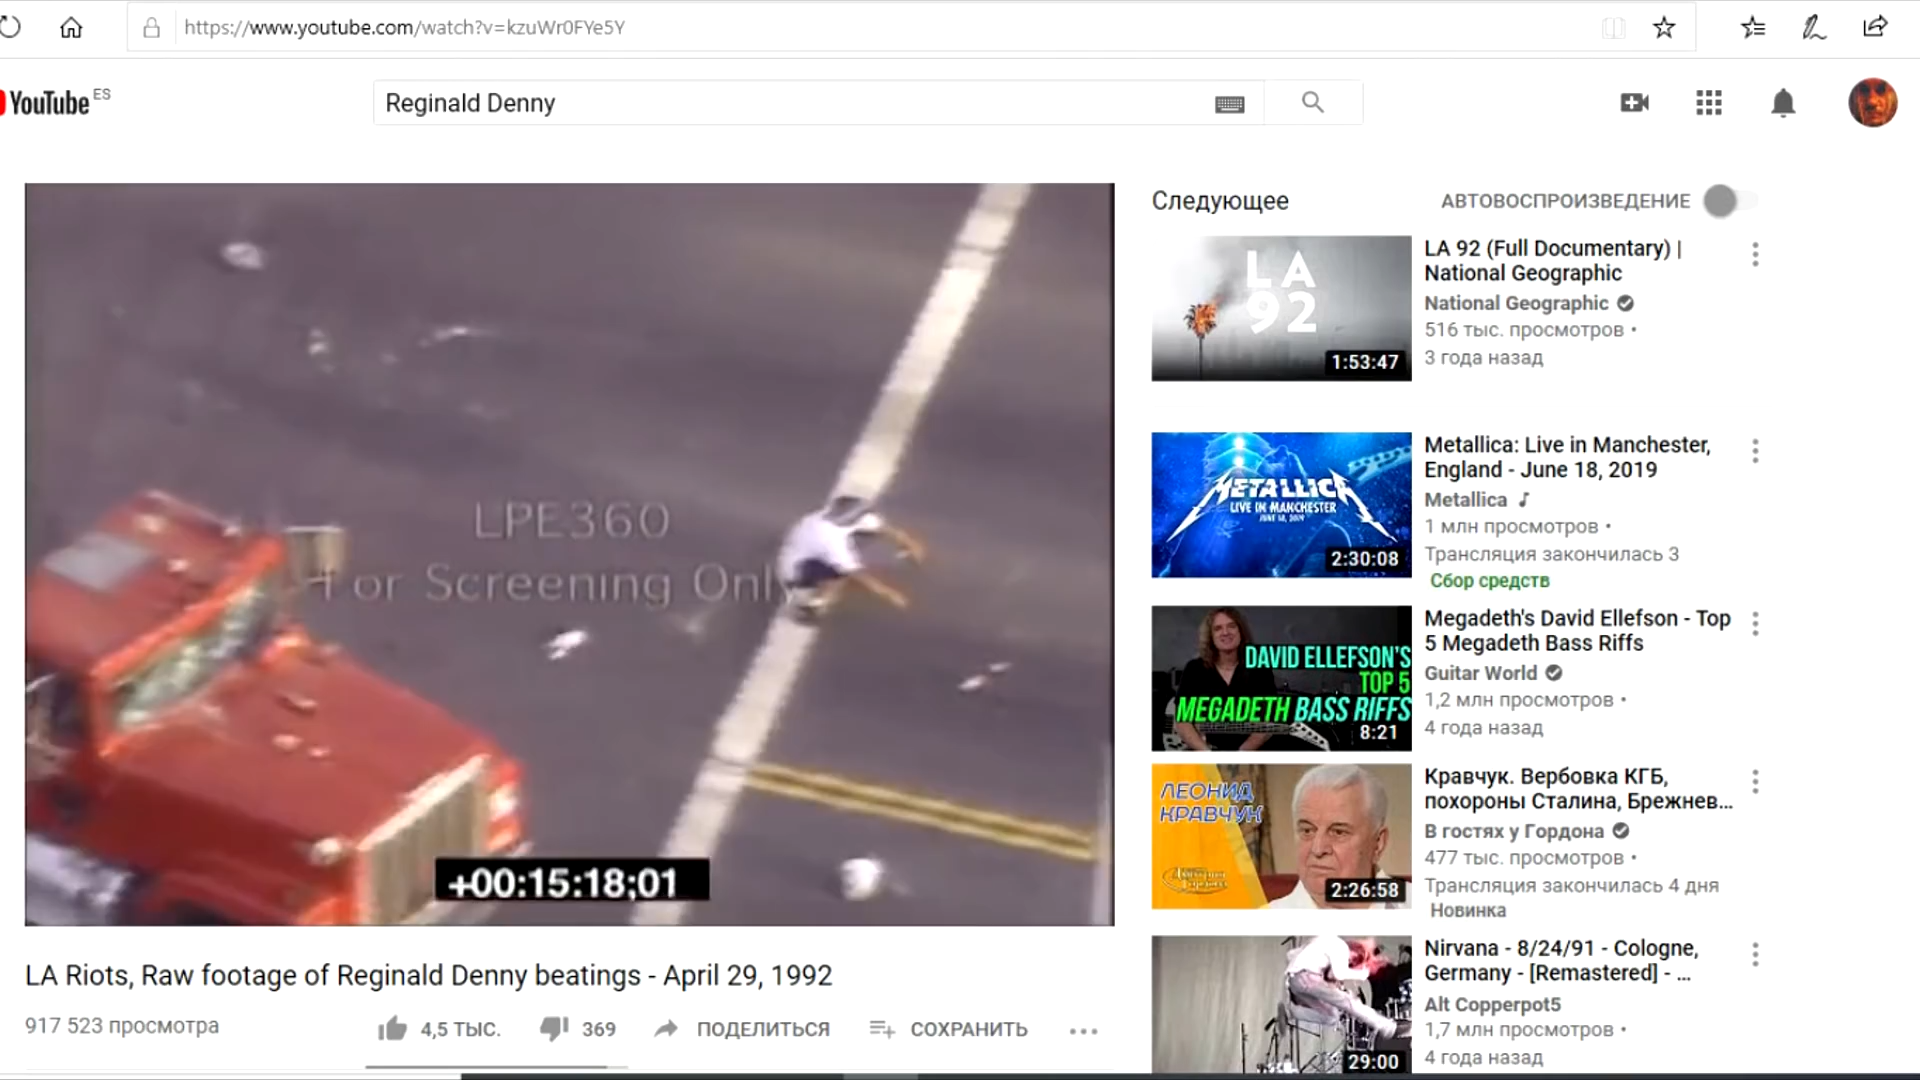 https://www.youtube.com/watch?v=kzuWr0FYe5Y
YouTube ES
Reginald Denny
LPE360
For Screening Only
+00:15:18;01
LA Riots, Raw footage of Reginald Denny beatings - April 29, 1992
917 523 просмотра
4,5 ТЫС.
369
ПОДЕЛИТЬСЯ
СОХРАНИТЬ
Следующее
АВТОВОСПРОИЗВЕДЕНИЕ
LA
92
1:53:47
LA 92 (Full Documentary) |
National Geographic
National Geographic
516 тыс. просмотров •
3 года назад
METALLICA
LIVE IN MANCHESTER
JUNE 18, 2019
2:30:08
Metallica: Live in Manchester,
England - June 18, 2019
Metallica
1 млн просмотров •
Трансляция закончилась 3
Сбор средств
DAVID ELLEFSON'S
TOP 5
MEGADETH BASS RIFFS
8:21
Megadeth's David Ellefson - Top
5 Megadeth Bass Riffs
Guitar World
1,2 млн просмотров •
4 года назад
ЛЕОНИД
КРАВЧУК
2:26:58
Кравчук. Вербовка КГБ,
похороны Сталина, Брежнев...
В гостях у Гордона
477 тыс. просмотров •
Трансляция закончилась 4 дня
Новинка
29:00
Nirvana - 8/24/91 - Cologne,
Germany - [Remastered] - ...
Alt Copperpot5
1,7 млн просмотров •
4 года назад